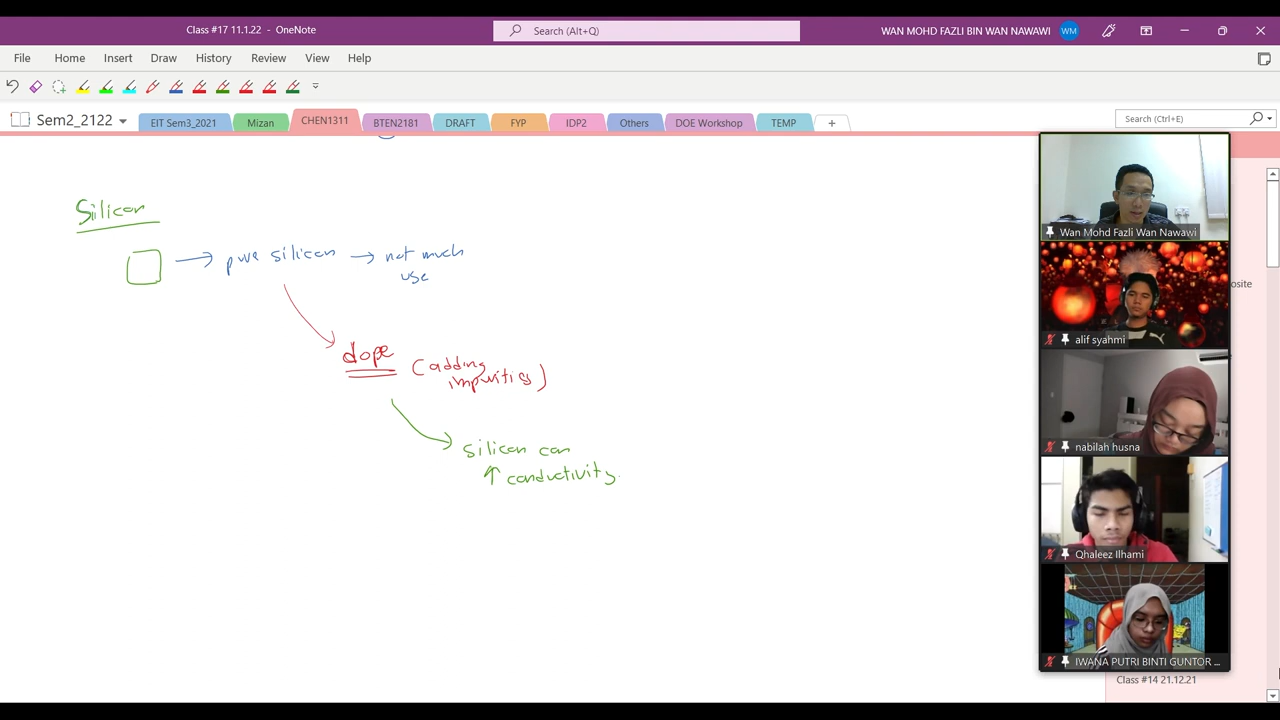 Class #17 11.1.22 - OneNote
Search (Alt+Q)
WAN MOHD FAZLI BIN WAN NAWAWI
WM
File Home Insert Draw History Review View Help
Sem2_2122
EIT Sem3_2021
Mizan
CHEN1311
BTEN2181
DRAFT
FYP
IDP2
Others
DOE Workshop
TEMP
Search (Ctrl+E)
Silicon
pure silicon → not much
use
dope (adding
impurities)
silicon can
↑ conductivity.
Wan Mohd Fazli Wan Nawawi
alif syahmi
nabilah husna
Qhaleez Ilhami
IWANA PUTRI BINTI GUNTOR ...
osite
Class #14 21.12.21